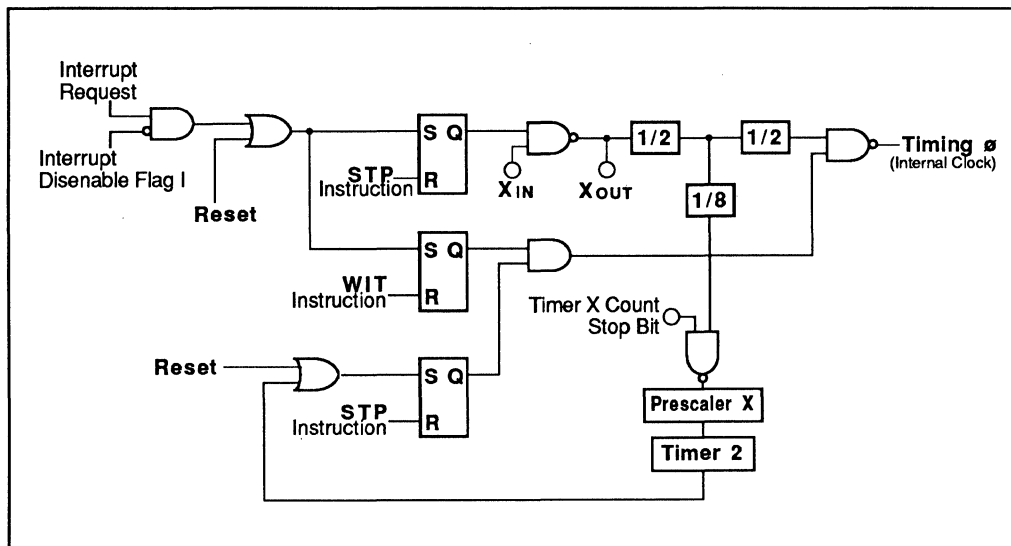 Interrupt
Request
Interrupt
Disenable Flag I
Reset
S Q
STP
Instruction
R
XIN
XOUT
1/2
1/2
Timing ø
(Internal Clock)
1/8
S Q
WIT
Instruction
R
Timer X Count
Stop Bit
Reset
S Q
STP
Instruction
R
Prescaler X
Timer 2